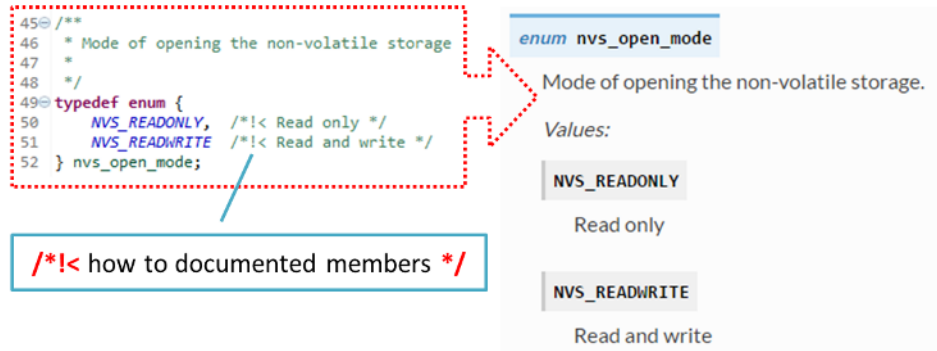 45 /**
46  * Mode of opening the non-volatile storage
47  *
48  */
49 typedef enum {
50     NVS_READONLY,  /*!< Read only */
51     NVS_READWRITE  /*!< Read and write */
52 } nvs_open_mode;
/*!< how to documented members */
enum nvs_open_mode
Mode of opening the non-volatile storage.
Values:
NVS_READONLY
Read only
NVS_READWRITE
Read and write